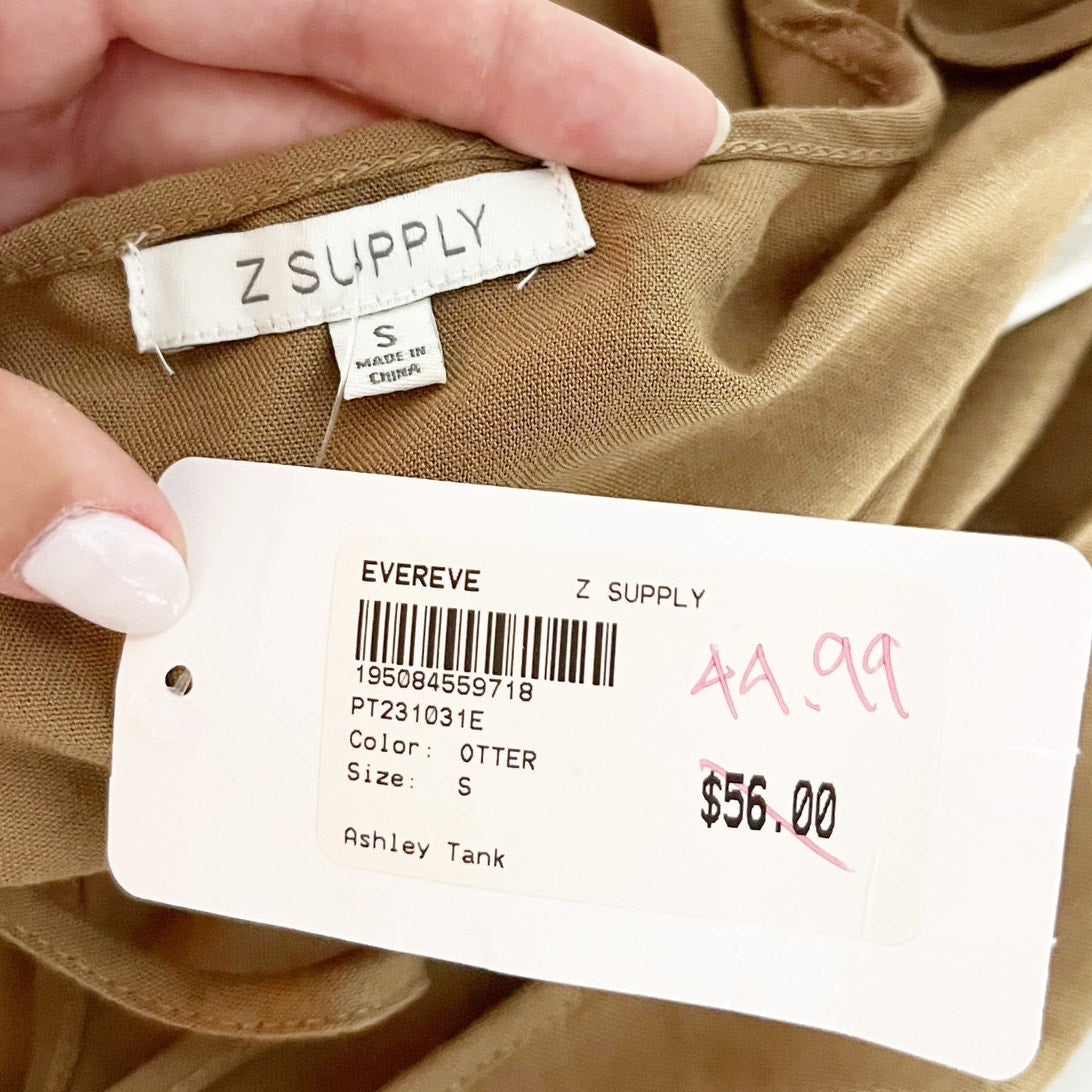 Z SUPPLY
S
MADE IN
CHINA
EVEREVE Z SUPPLY
195084559718
PT231031E
Color: OTTER
Size: S
Ashley Tank
44.99
$56.00